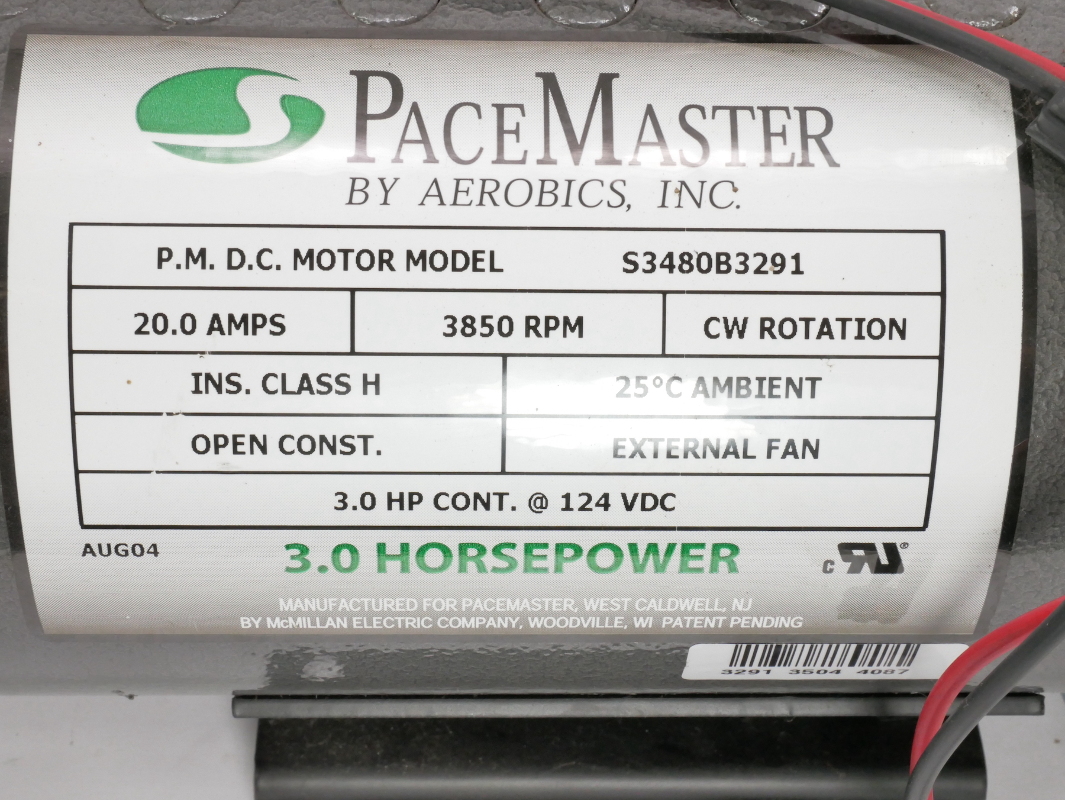 PACEMASTER
BY AEROBICS, INC.
P.M. D.C. MOTOR MODEL S3480B3291
20.0 AMPS 3850 RPM CW ROTATION
INS. CLASS H 25°C AMBIENT
OPEN CONST. EXTERNAL FAN
3.0 HP CONT. @ 124 VDC
AUG04 3.0 HORSEPOWER c RU®
MANUFACTURED FOR PACEMASTER, WEST CALDWELL, NJ
BY McMILLAN ELECTRIC COMPANY, WOODVILLE, WI PATENT PENDING
3291 3504 4087